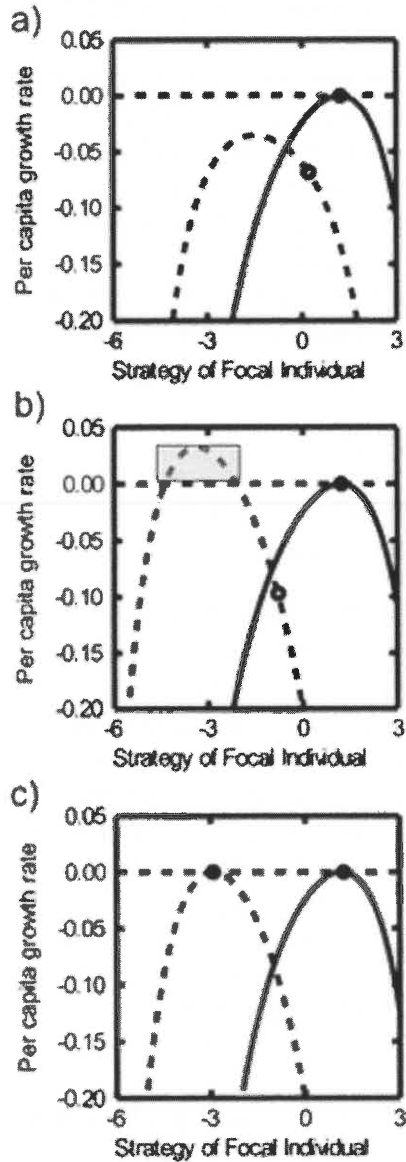 a)
0.05
0.00
-0.05
-0.10
-0.15
-0.20
Per capita growth rate
-6 -3 0 3
Strategy of Focal Individual
b)
0.05
0.00
-0.05
-0.10
-0.15
-0.20
Per capita growth rate
-6 -3 0 3
Strategy of Focal Individual
c)
0.05
0.00
-0.05
-0.10
-0.15
-0.20
Per capita growth rate
-6 -3 0 3
Strategy of Focal Individual